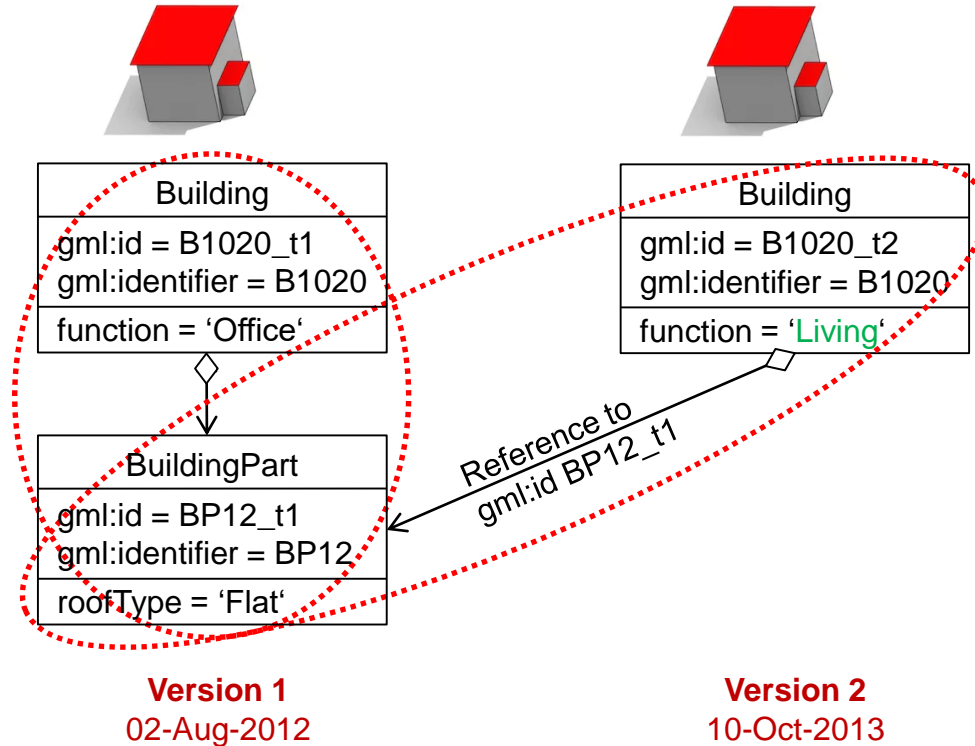 Building
gml:id = B1020_t1
gml:identifier = B1020
function = ‘Office‘
BuildingPart
gml:id = BP12_t1
gml:identifier = BP12
roofType = ‘Flat‘
Building
gml:id = B1020_t2
gml:identifier = B1020
function = ‘Living‘
Reference to
gml:id BP12_t1
Version 1
02-Aug-2012
Version 2
10-Oct-2013